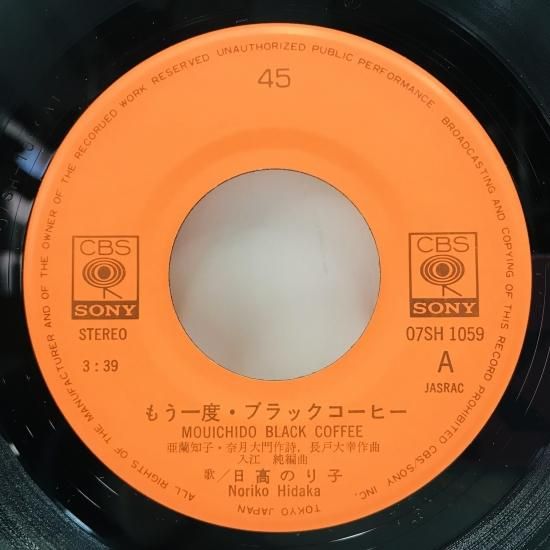 ALL RIGHTS OF THE MANUFACTURER AND OF THE OWNER OF THE RECORDED WORK RESERVED UNAUTHORIZED PUBLIC PERFORMANCE BROADCASTING AND COPYING OF THIS RECORD PROHIBITED CBS/SONY INC. TOKYO JAPAN
45
CBS
SONY
STEREO
3:39
CBS
SONY
07SH 1059
A
JASRAC
もう一度・ブラックコーヒー
MOUICHIDO BLACK COFFEE
亜蘭知子・奈月大門作詩, 長戸大幸作曲
入江 純編曲
歌/日高のり子
Noriko Hidaka